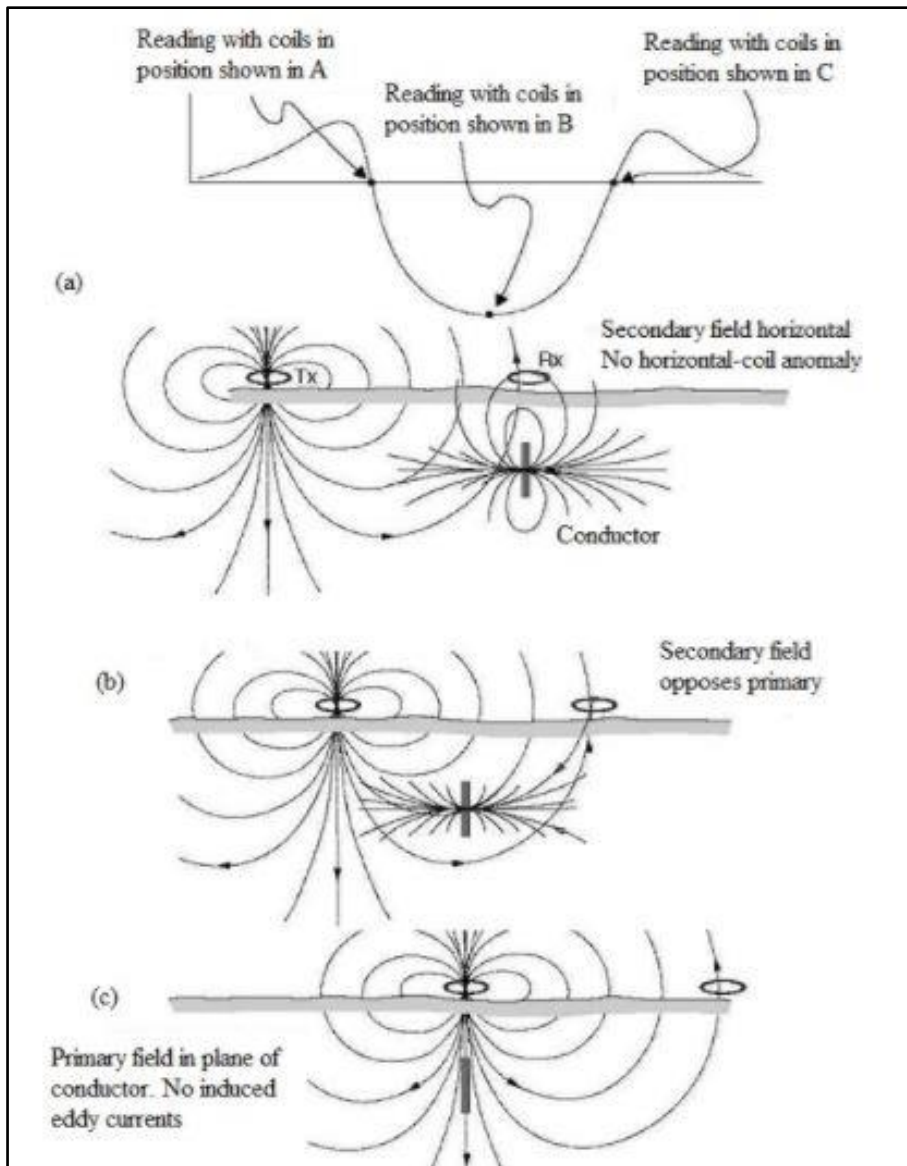 Reading with coils in
position shown in A
Reading with coils in
position shown in B
Reading with coils in
position shown in C
(a)
Secondary field horizontal
No horizontal-coil anomaly
Tx
Rx
Conductor
(b)
Secondary field
opposes primary
(c)
Primary field in plane of
conductor. No induced
eddy currents